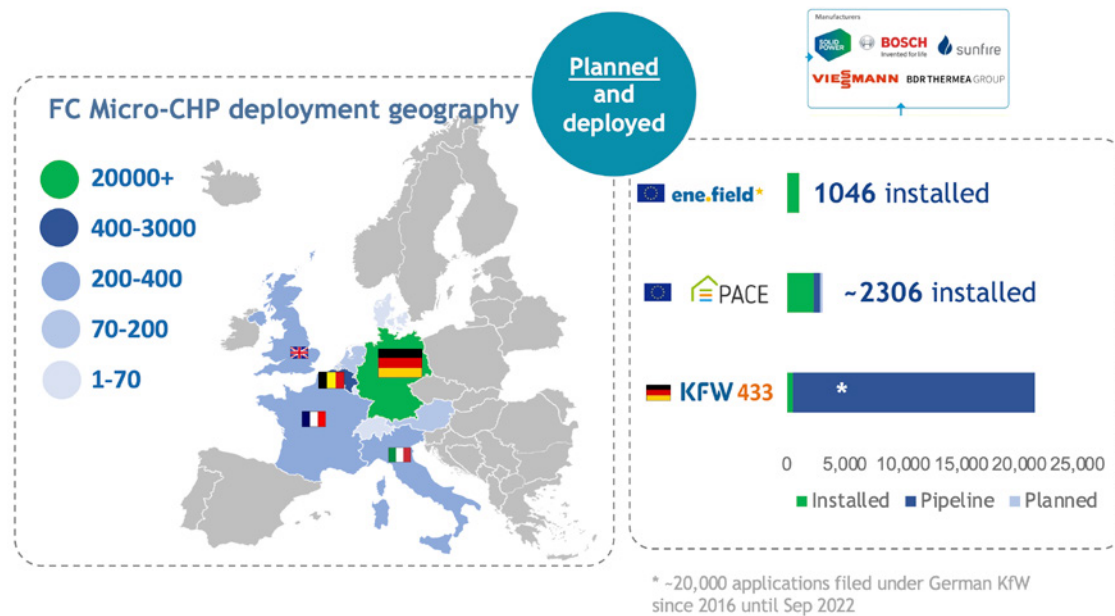 Manufacturers
SOLID
POWER
BOSCH
Invented for life
sunfire
VIESSMANN
BDR THERMEA GROUP
Planned
and
deployed
FC Micro-CHP deployment geography
20000+
400-3000
200-400
70-200
1-70
ene.field*
1046 installed
PACE
~2306 installed
KFW 433
*
0 5,000 10,000 15,000 20,000 25,000
Installed Pipeline Planned
* ~20,000 applications filed under German KfW
since 2016 until Sep 2022